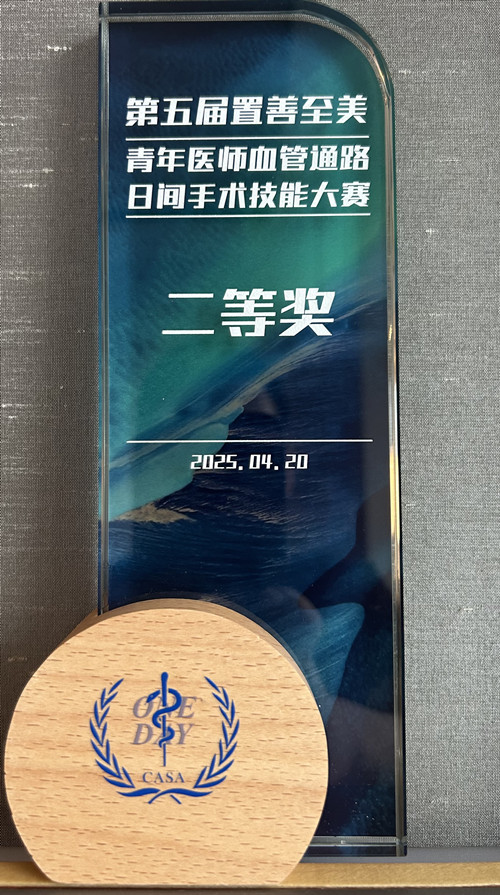 第五届置善至美
青年医师血管通路
日间手术技能大赛
二等奖
2025.04.20
ONE
DAY
CASA